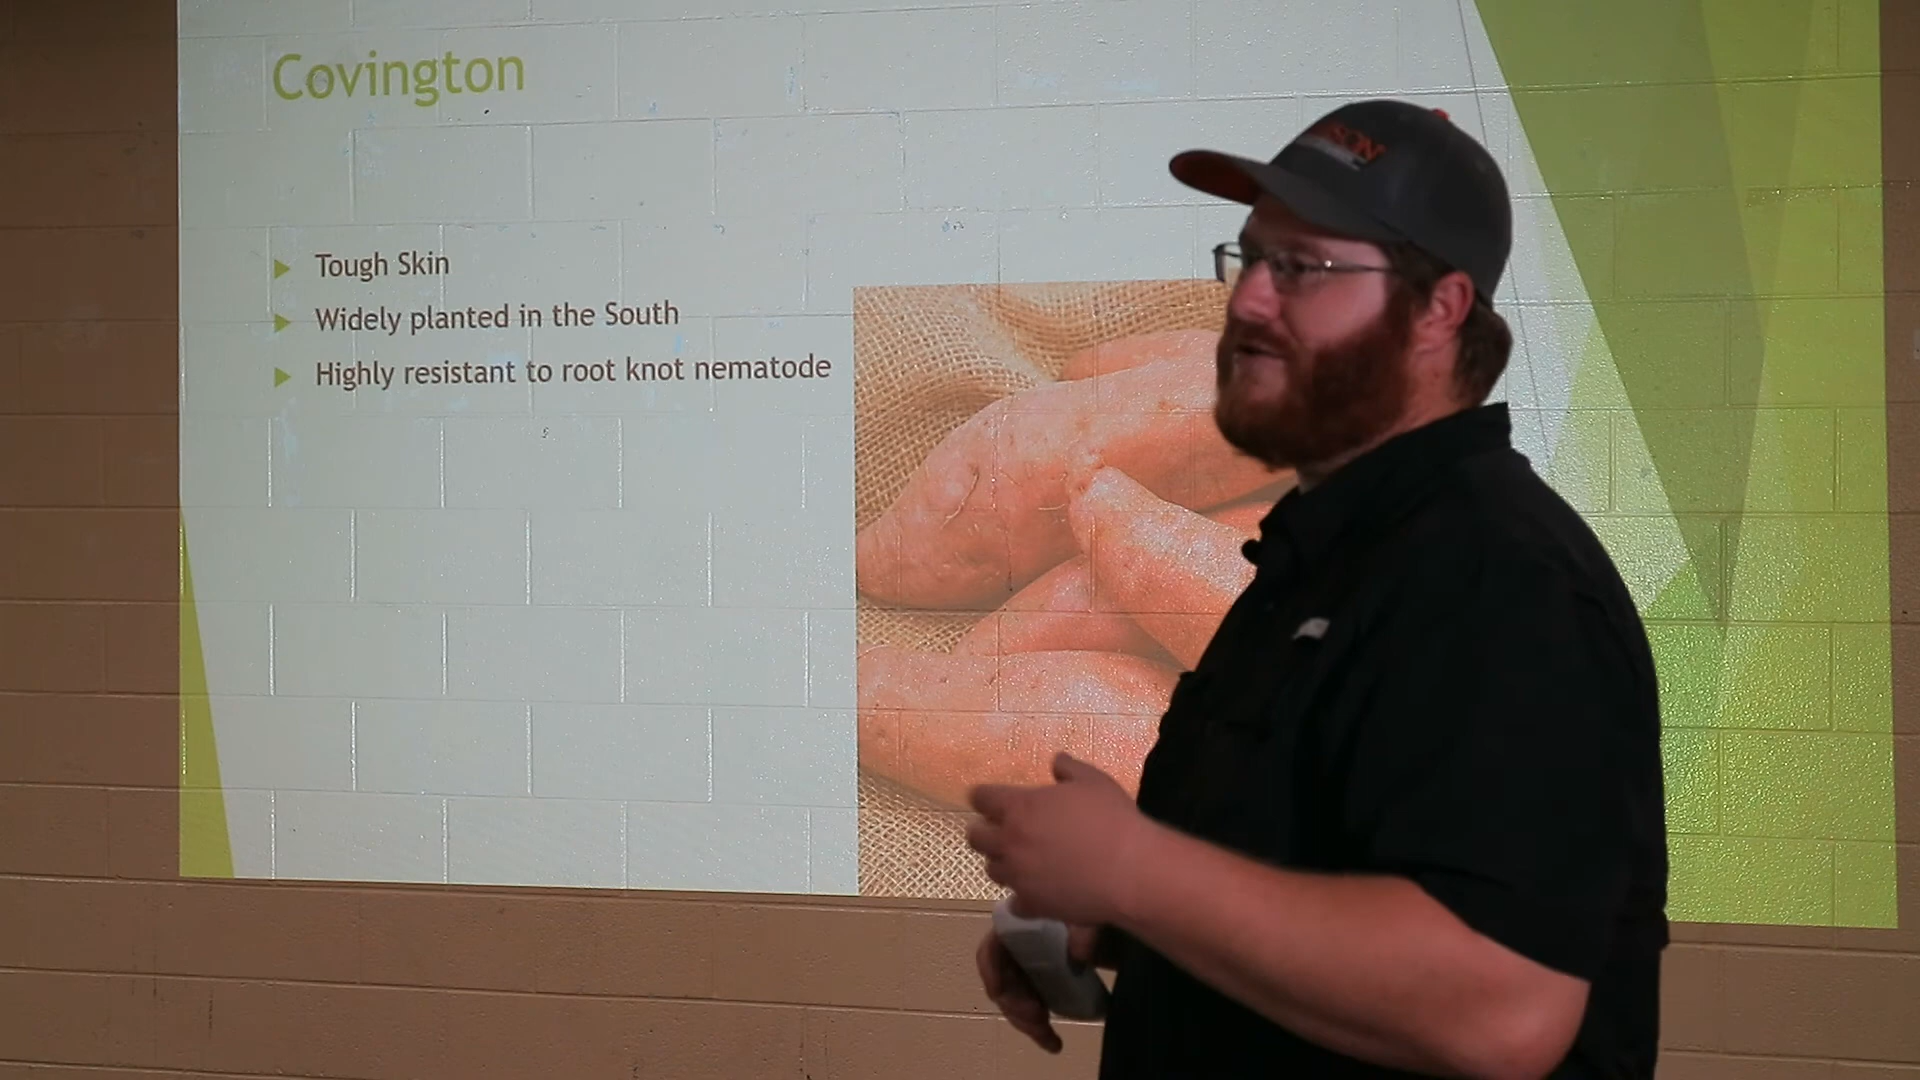 Covington
Tough Skin
Widely planted in the South
Highly resistant to root knot nematode